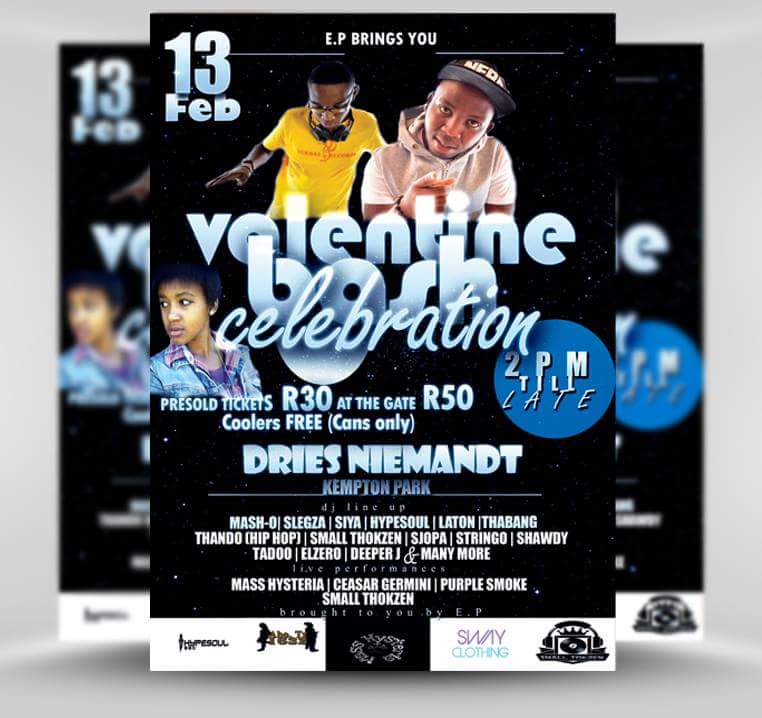 E.P BRINGS YOU
13
Feb
valentine
bash
celebration
2 PM
TILL
LATE
PRESOLD TICKETS R30 AT THE GATE R50
Coolers FREE (Cans only)
DRIES NIEMANDT
KEMPTON PARK
dj line up
MASH-O| SLEGZA | SIYA | HYPESOUL | LATON |THABANG
THANDO (HIP HOP) | SMALL THOKZEN | SJOPA | STRINGO | SHAWDY
TADOO | ELZERO | DEEPER J & MANY MORE
live performances
MASS HYSTERIA | CEASAR GERMINI | PURPLE SMOKE
SMALL THOKZEN
brought to you by E.P
HYPESOUL
SWAY
CLOTHING
SMALL THOKZEN